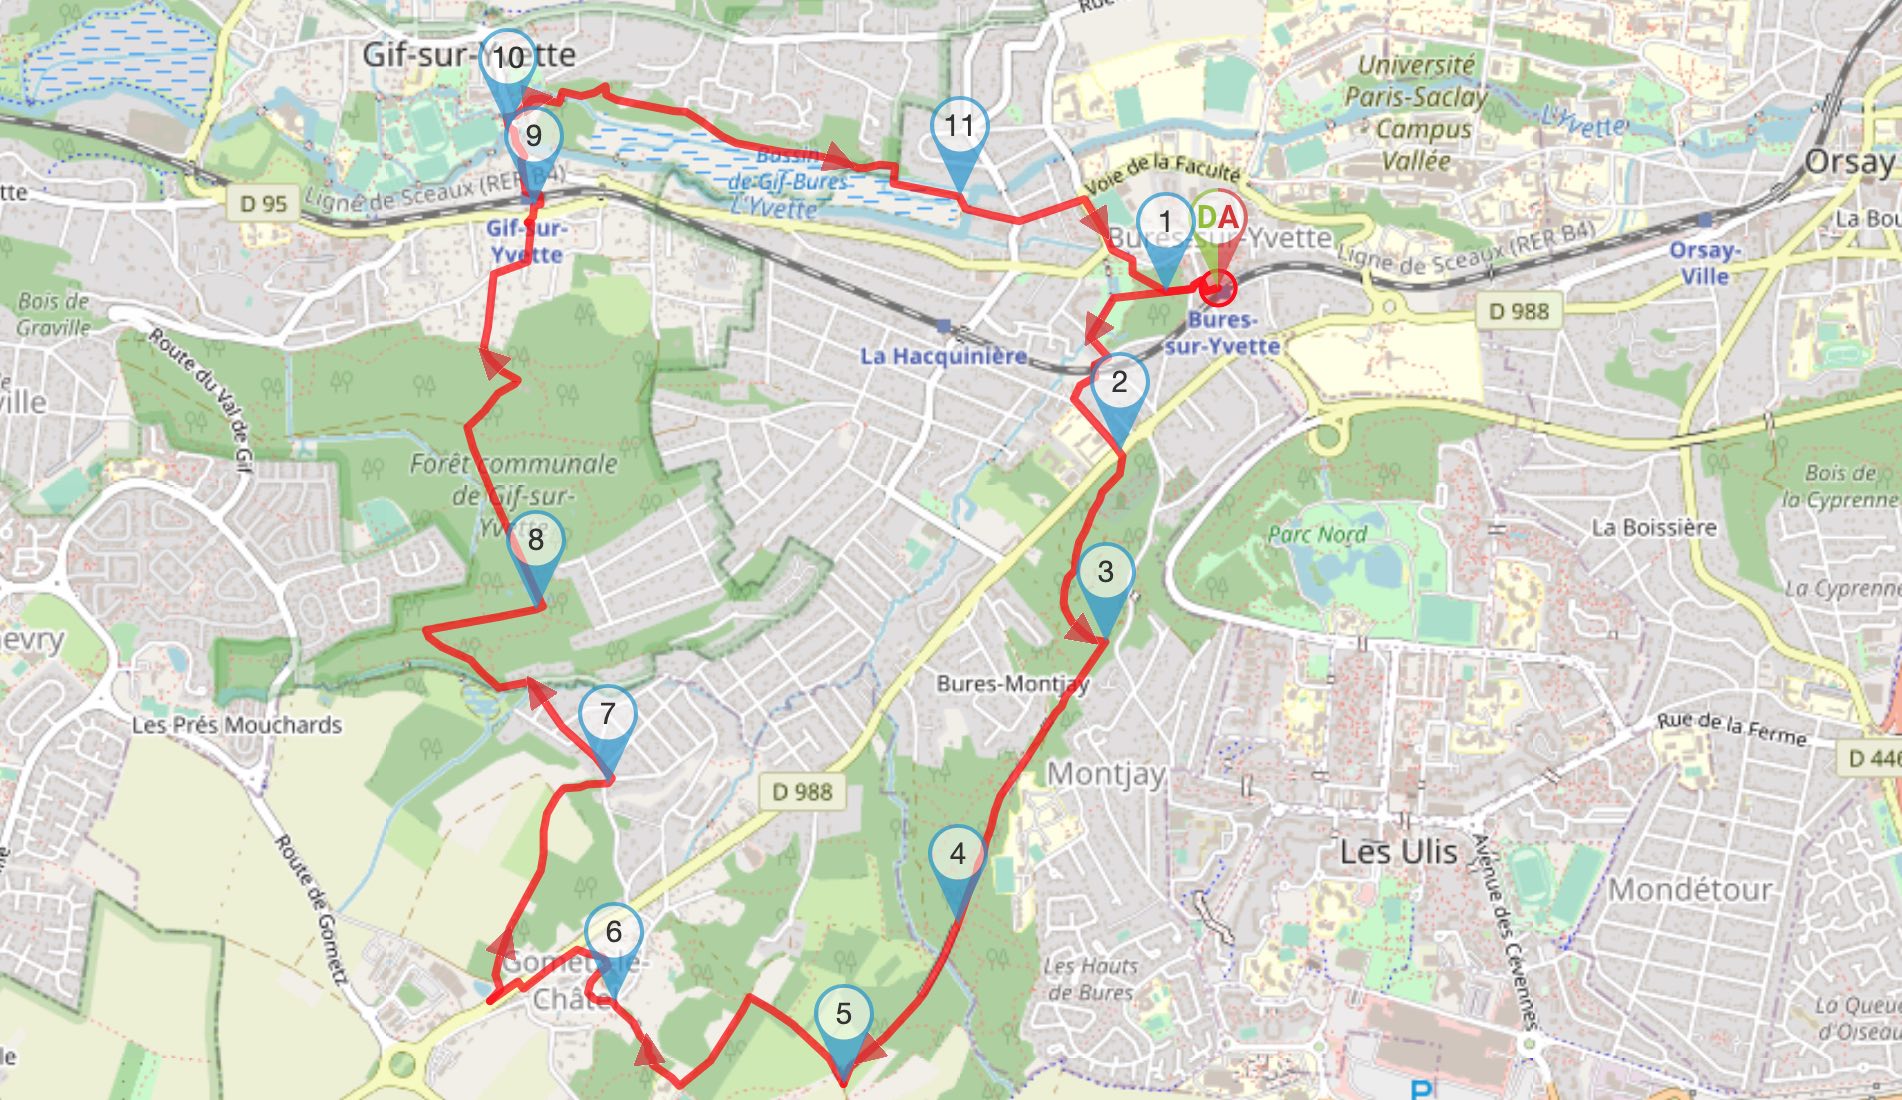 Rue
Gif-sur-Yvette
10
Université
Paris-Saclay
Campus
Vallée
L'Yvette
Orsay
9
11
Bassin
de Gif-Bures-
L'Yvette
Voie de la Faculté
Ligne de Sceaux (RER B4)
D 95
tte
1
DA
Bures-sur-Yvette
La Bou
Gif-sur-
Yvette
Ligne de Sceaux (RER B4)
Orsay-
Ville
Bois de
Graville
D 988
Bures-
sur-Yvette
La Hacquinière
Route du Val de Gif
2
ville
Forêt communale
de Gif-sur-
Yvette
Bois de
la Cyprenne
8
Parc Nord
La Boissière
3
La Cyprenne
hevry
Bures-Montjay
Les Prés Mouchards
7
Rue de la Ferme
D 446
Montjay
D 988
4
Les Ulis
Mondétour
Route de Gometz
Avenue des Cévennes
6
Gometz-le-
Châtel
Les Hauts
de Bures
5
La Queue
d'Oiseau
le
P